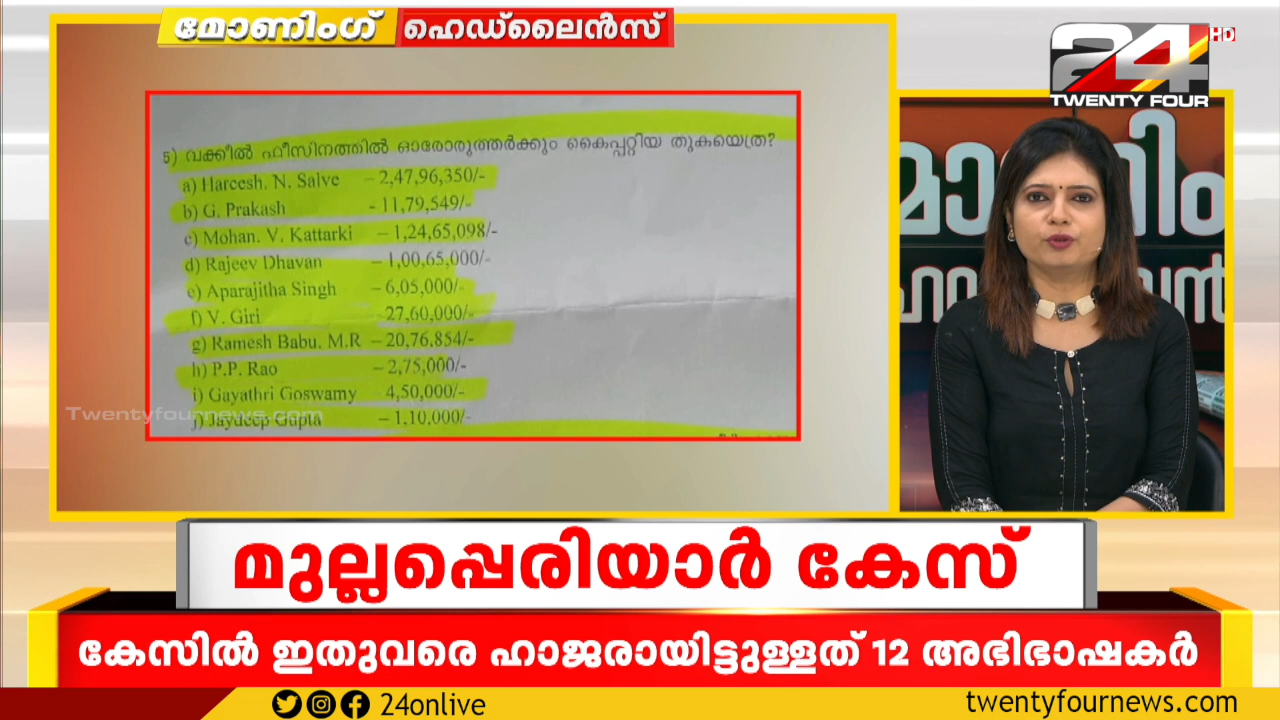 മോണിംഗ് ഹെഡ്‌ലൈൻസ്
24 HD
TWENTY FOUR
5) വക്കീൽ ഫീസിനത്തിൽ ഓരോരുത്തർക്കും കൈപ്പറ്റിയ തുകയെത്ര?
a) Hareesh. N. Salve – 2,47,96,350/-
b) G. Prakash - 11,79,549/-
c) Mohan. V. Kattarki – 1,24,65,098/-
d) Rajeev Dhavan – 1,00,65,000/-
e) Aparajitha Singh – 6,05,000/-
f) V. Giri - 27,60,000/-
g) Ramesh Babu. M.R – 20,76,854/-
h) P.P. Rao – 2,75,000/-
i) Gayathri Goswamy 4,50,000/-
j) Jaydeep Gupta – 1,10,000/-
Twentyfournews.com
മുല്ലപ്പെരിയാർ കേസ്
കേസിൽ ഇതുവരെ ഹാജരായിട്ടുള്ളത് 12 അഭിഭാഷകർ
24onlive
twentyfournews.com